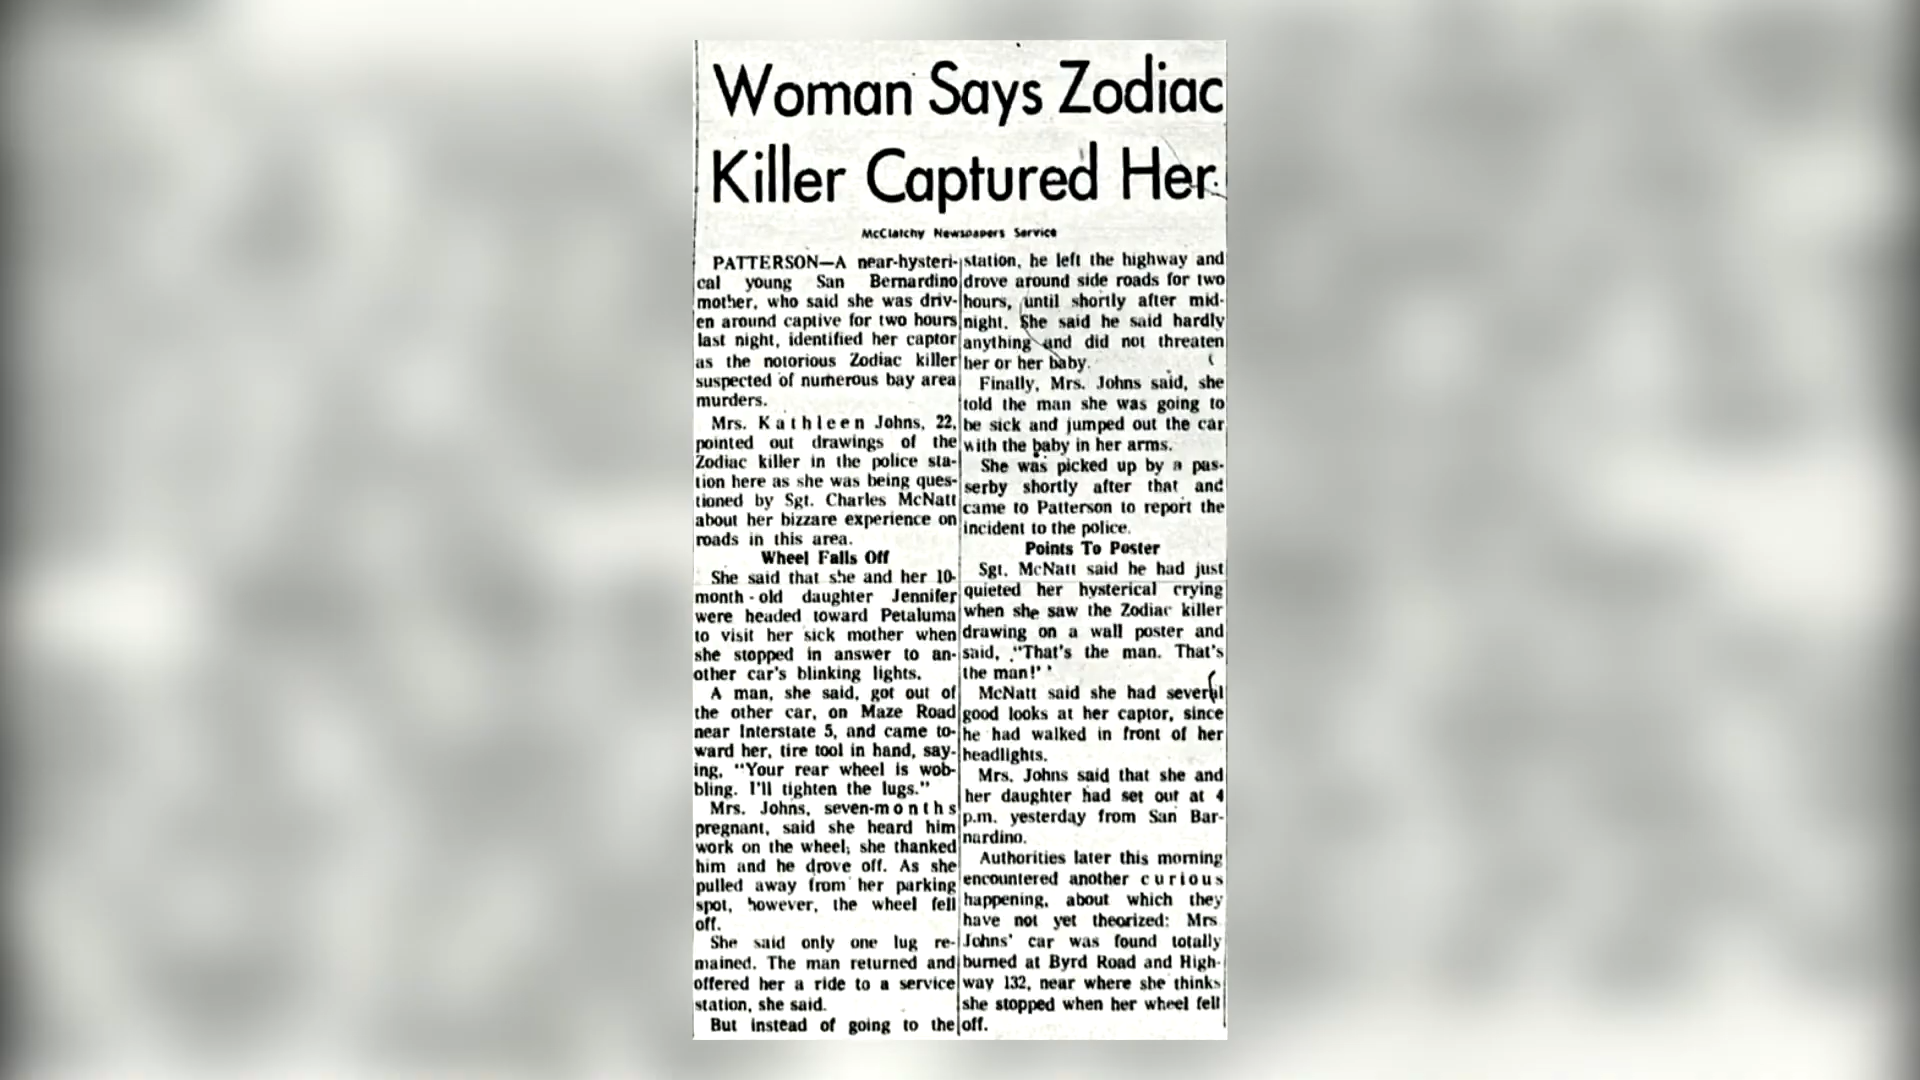 Woman Says Zodiac
Killer Captured Her
McClatchy Newspapers Service
PATTERSON—A near-hysteri-
cal young San Bernardino
mother, who said she was driv-
en around captive for two hours
last night, identified her captor
as the notorious Zodiac killer
suspected of numerous bay area
murders.
Mrs. Kathleen Johns, 22,
pointed out drawings of the
Zodiac killer in the police sta-
tion here as she was being ques-
tioned by Sgt. Charles McNatt
about her bizzare experience on
roads in this area.
Wheel Falls Off
She said that she and her 10-
month-old daughter Jennifer
were headed toward Petaluma
to visit her sick mother when
she stopped in answer to an-
other car's blinking lights.
A man, she said, got out of
the other car, on Maze Road
near Interstate 5, and came to-
ward her, tire tool in hand, say-
ing, "Your rear wheel is wob-
bling. I'll tighten the lugs."
Mrs. Johns, seven-months
pregnant, said she heard him
work on the wheel; she thanked
him and he drove off. As she
pulled away from her parking
spot, however, the wheel fell
off.
She said only one lug re-
mained. The man returned and
offered her a ride to a service
station, she said.
But instead of going to the
station, he left the highway and
drove around side roads for two
hours, until shortly after mid-
night. She said he said hardly
anything and did not threaten
her or her baby.
Finally, Mrs. Johns said, she
told the man she was going to
be sick and jumped out the car
with the baby in her arms.
She was picked up by a pas-
serby shortly after that and
came to Patterson to report the
incident to the police.
Points To Poster
Sgt. McNatt said he had just
quieted her hysterical crying
when she saw the Zodiac killer
drawing on a wall poster and
said, "That's the man. That's
the man!''
McNatt said she had several
good looks at her captor, since
he had walked in front of her
headlights.
Mrs. Johns said that she and
her daughter had set out at 4
p.m. yesterday from San Bar-
nardino.
Authorities later this morning
encountered another curious
happening, about which they
have not yet theorized: Mrs.
Johns' car was found totally
burned at Byrd Road and High-
way 132, near where she thinks
she stopped when her wheel fell
off.